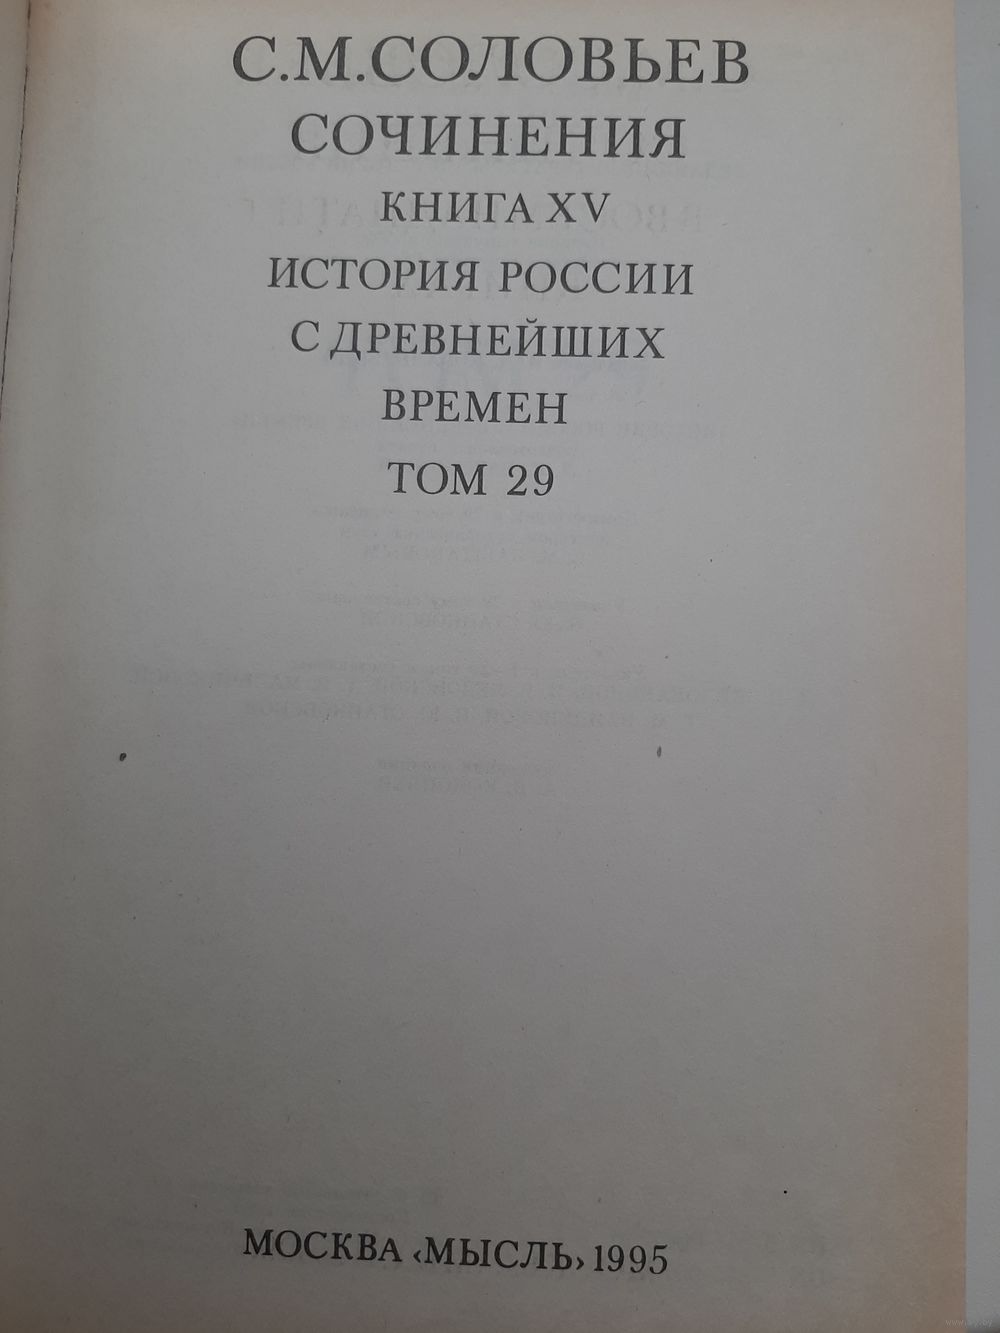 С.М.СОЛОВЬЕВ
СОЧИНЕНИЯ
КНИГА XV
ИСТОРИЯ РОССИИ
С ДРЕВНЕЙШИХ
ВРЕМЕН
ТОМ 29
МОСКВА «МЫСЛЬ» 1995